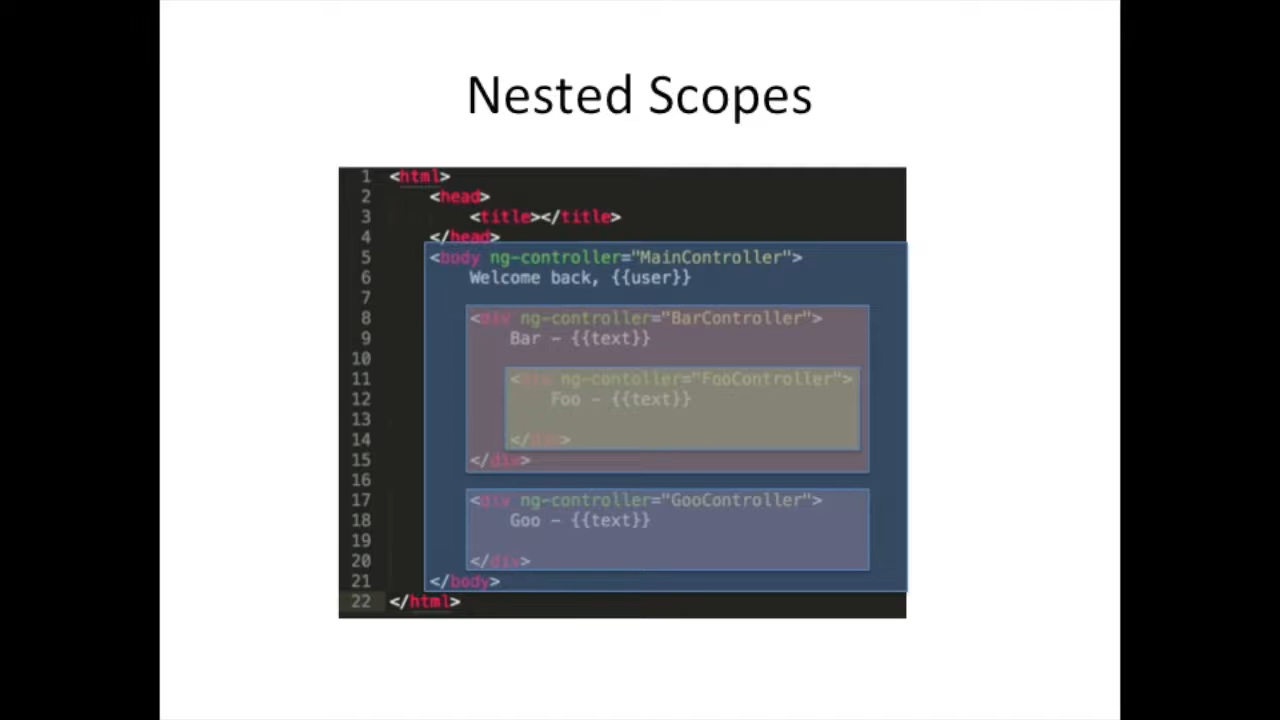 Nested Scopes
1 <html>
2 <head>
3 <title></title>
4 </head>
5 <body ng-controller="MainController">
6 Welcome back, {{user}}
7
8 <div ng-controller="BarController">
9 Bar - {{text}}
10
11 <div ng-contoller="FooController">
12 Foo - {{text}}
13
14 </div>
15 </div>
16
17 <div ng-controller="GooController">
18 Goo - {{text}}
19
20 </div>
21 </body>
22 </html>